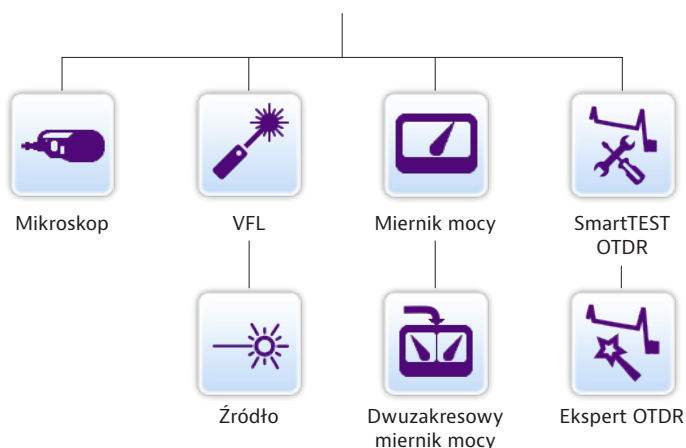 Mikroskop
VFL
Miernik mocy
SmartTEST
OTDR
Źródło
Dwuzakresowy
miernik mocy
Ekspert OTDR